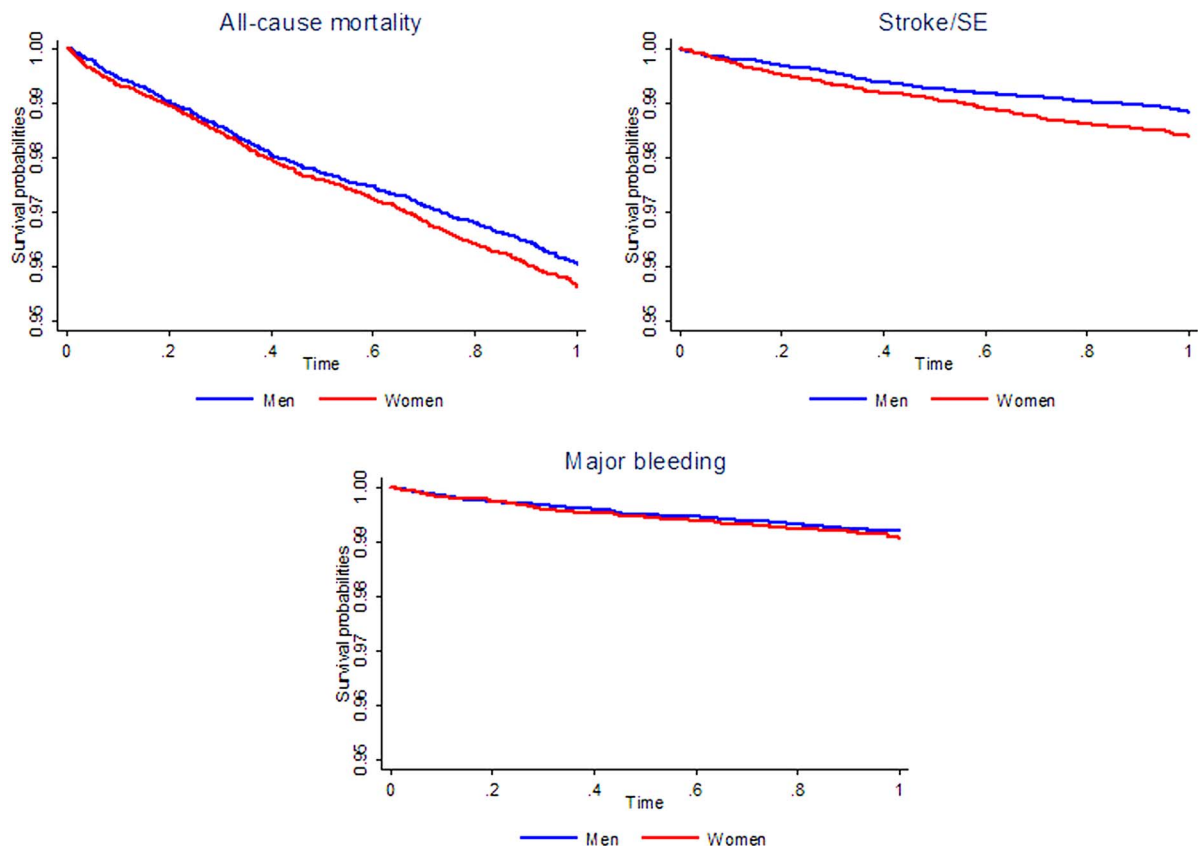 All-cause mortality
Survival probabilities
1.00
0.99
0.98
0.97
0.96
0.95
0 .2 .4 .6 .8 1
Time
Men Women
Stroke/SE
Survival probabilities
1.00
0.99
0.98
0.97
0.96
0.95
0 .2 .4 .6 .8 1
Time
Men Women
Major bleeding
Survival probabilities
1.00
0.99
0.98
0.97
0.96
0.95
0 .2 .4 .6 .8 1
Time
Men Women